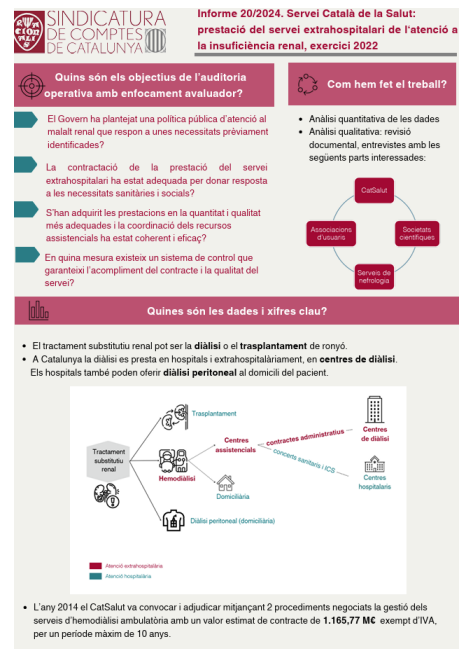 SINDICATURA
DE COMPTES
DE CATALUNYA
Informe 20/2024. Servei Català de la Salut:
prestació del servei extrahospitalari de l'atenció a
la insuficiència renal, exercici 2022
Quins són els objectius de l'auditoria
operativa amb enfocament avaluador?
El Govern ha plantejat una política pública d'atenció al
malalt renal que respon a unes necessitats prèviament
identificades?
La contractació de la prestació del servei
extrahospitalari ha estat adequada per donar resposta
a les necessitats sanitàries i socials?
S'han adquirit les prestacions en la quantitat i qualitat
més adequades i la coordinació dels recursos
assistencials ha estat coherent i eficaç?
En quina mesura existeix un sistema de control que
garanteixi l'acompliment del contracte i la qualitat del
servei?
Com hem fet el treball?
Anàlisi quantitativa de les dades
Anàlisi qualitativa: revisió
documental, entrevistes amb les
següents parts interessades:
CatSalut
Associacions
d'usuaris
Societats
científiques
Serveis de
nefrologia
Quines són les dades i xifres clau?
El tractament substitutiu renal pot ser la diàlisi o el trasplantament de ronyó.
A Catalunya la diàlisi es presta en hospitals i extrahospitalàriament, en centres de diàlisi.
Els hospitals també poden oferir diàlisi peritoneal al domicili del pacient.
Tractament
substitutiu
renal
Trasplantament
Hemodiàlisi
Centres
assistencials
Domiciliària
Diàlisi peritoneal (domiciliària)
contractes administratius
concerts sanitaris i ICS
Centres
de diàlisi
Centres
hospitalaris
Atenció extrahospitalària
Atenció hospitalària
L'any 2014 el CatSalut va convocar i adjudicar mitjançant 2 procediments negociats la gestió dels
serveis d'hemodiàlisi ambulatòria amb un valor estimat de contracte de 1.165,77 M€ exempt d'IVA,
per un període màxim de 10 anys.